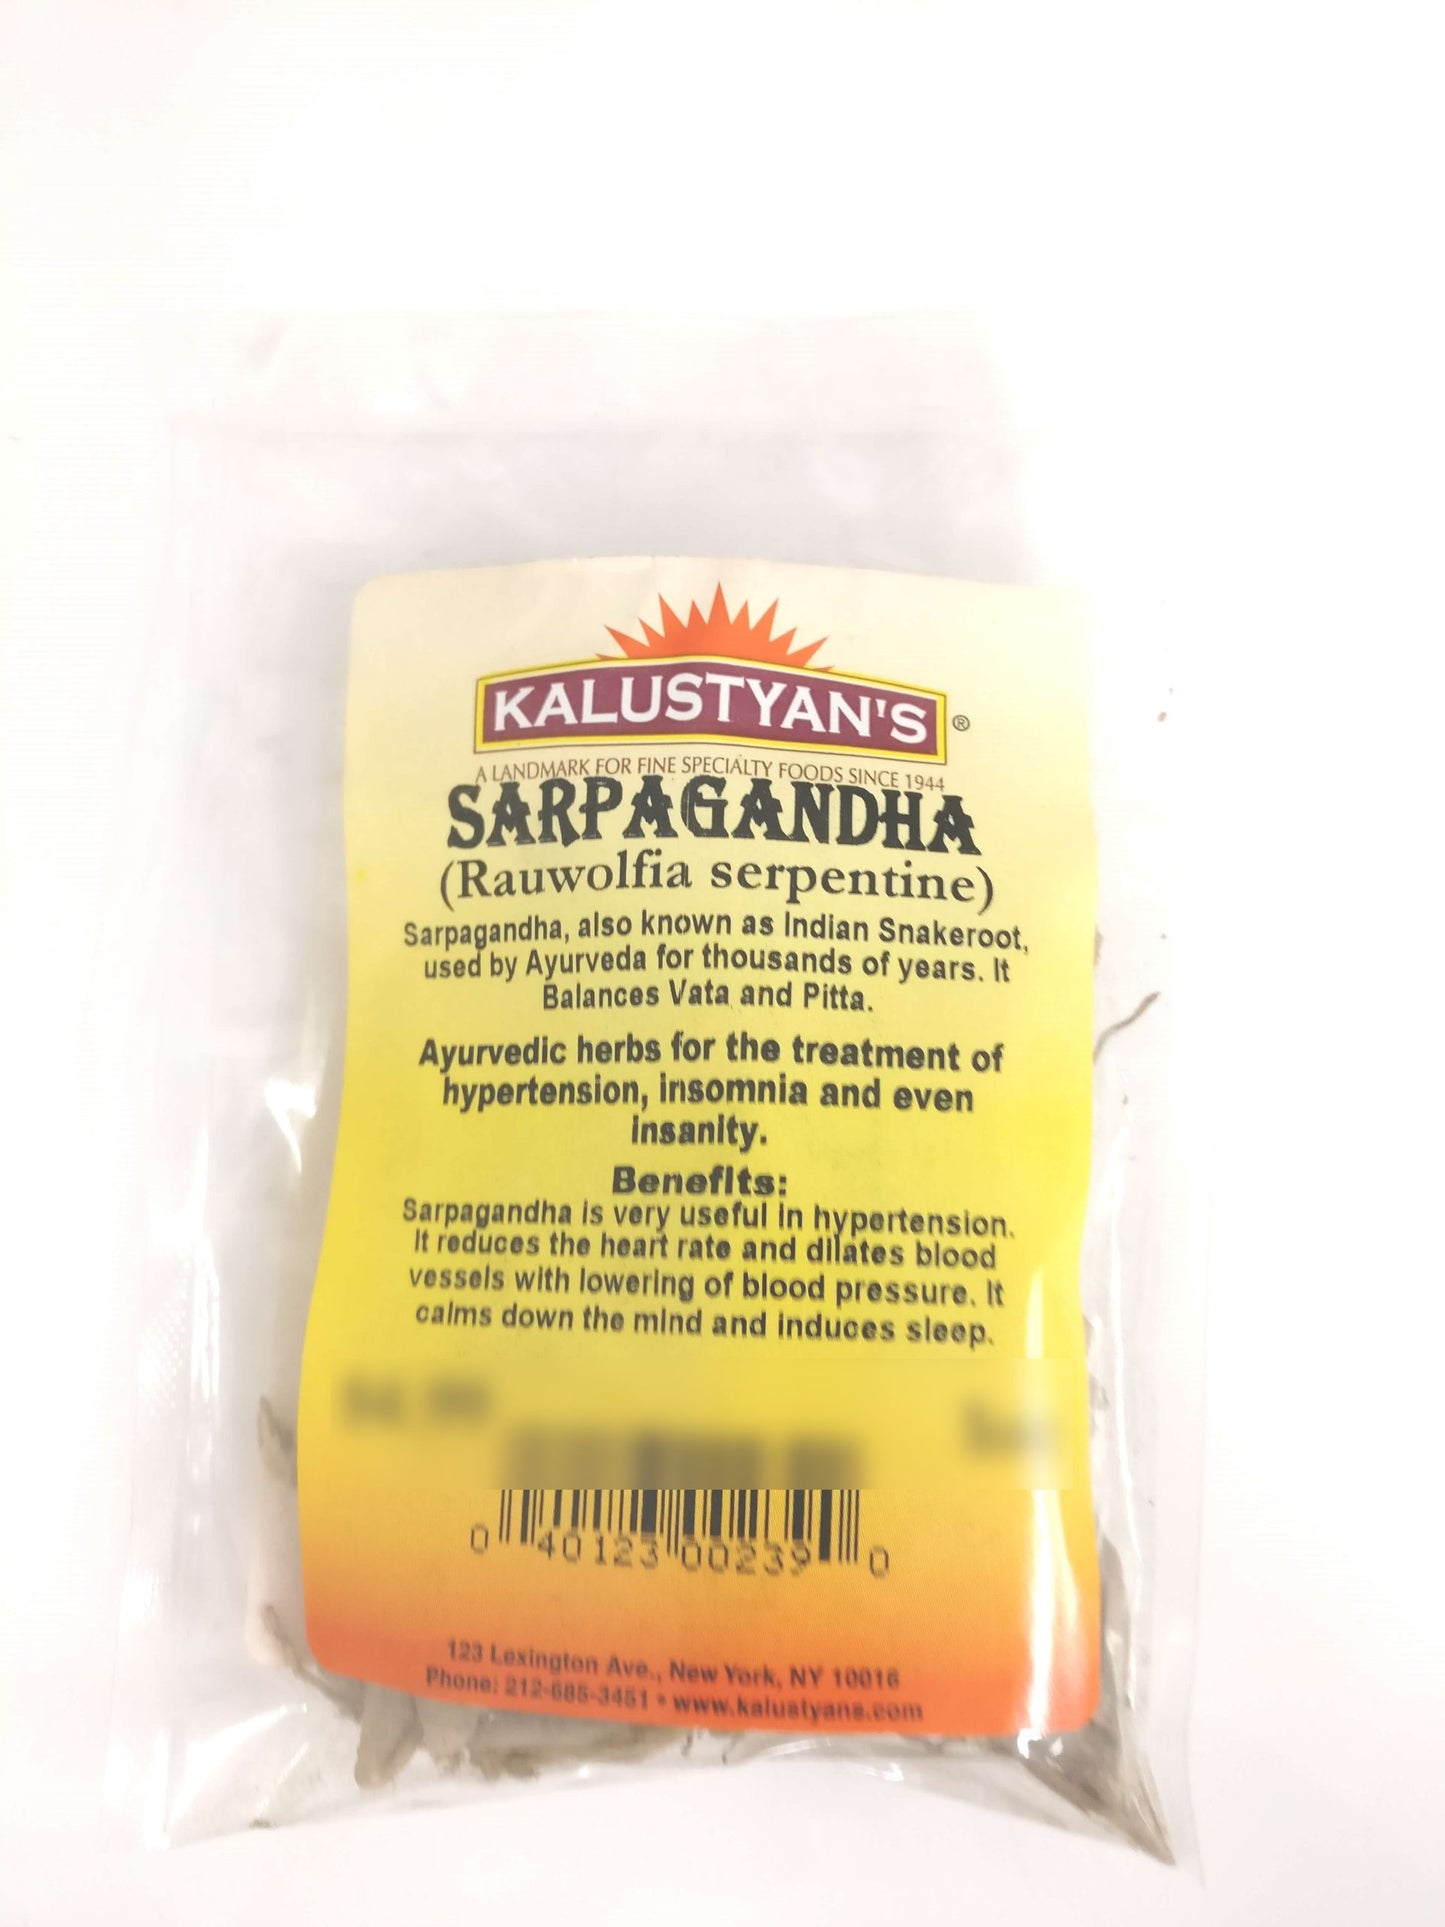 KALUSTYAN'S®
A LANDMARK FOR FINE SPECIALTY FOODS SINCE 1944
SARPAGANDHA
(Rauwolfia serpentine)
Sarpagandha, also known as Indian Snakeroot,
used by Ayurveda for thousands of years. It
Balances Vata and Pitta.
Ayurvedic herbs for the treatment of
hypertension, insomnia and even
insanity.
Benefits:
Sarpagandha is very useful in hypertension.
It reduces the heart rate and dilates blood
vessels with lowering of blood pressure. It
calms down the mind and induces sleep.
0 40123 00239 0
123 Lexington Ave., New York, NY 10016
Phone: 212-685-3451 • www.kalustyans.com